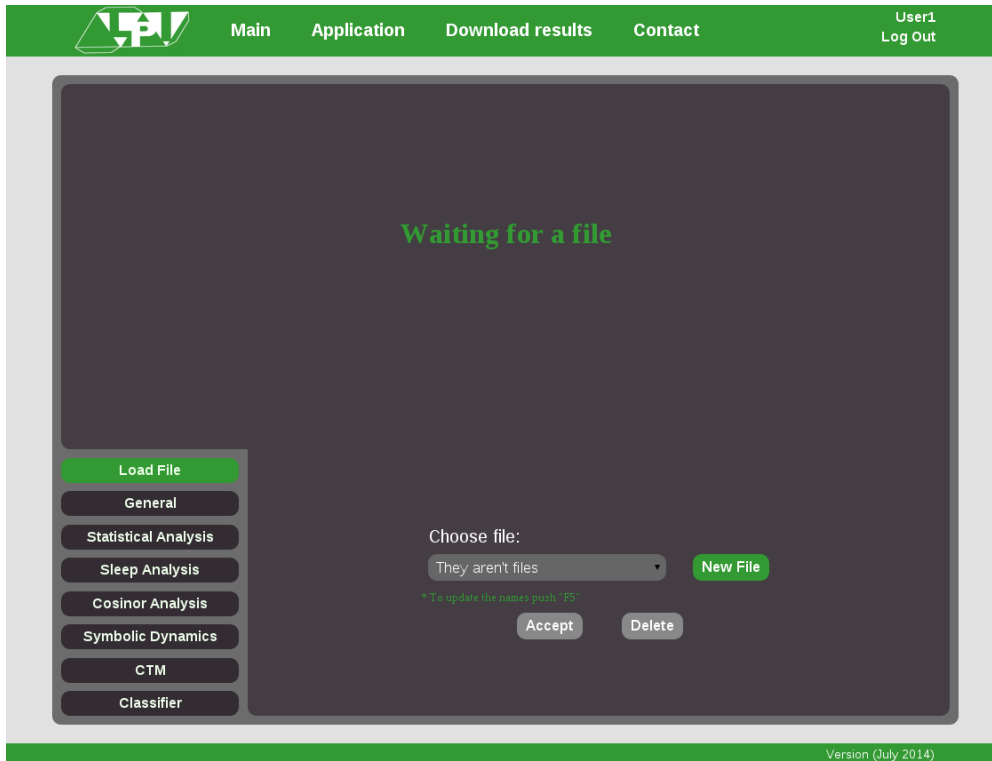 Main Application Download results Contact
User1
Log Out
Waiting for a file
Load File
General
Statistical Analysis
Sleep Analysis
Cosinor Analysis
Symbolic Dynamics
CTM
Classifier
Choose file:
They aren't files New File
* To update the names push "F5"
Accept Delete
Version (July 2014)